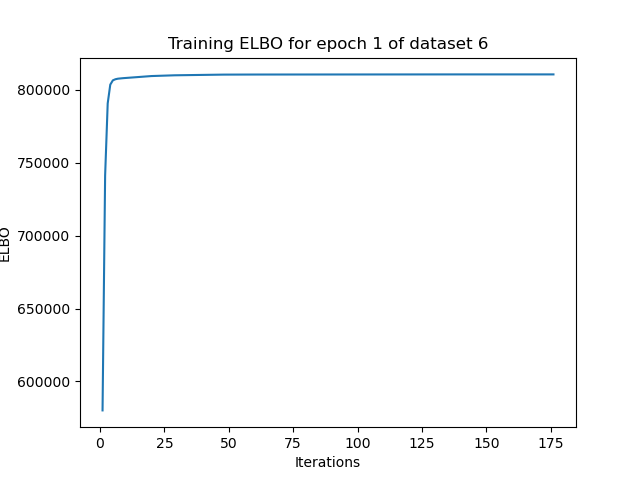 Training ELBO for epoch 1 of dataset 6
800000
750000
700000
650000
600000
ELBO
0 25 50 75 100 125 150 175
Iterations